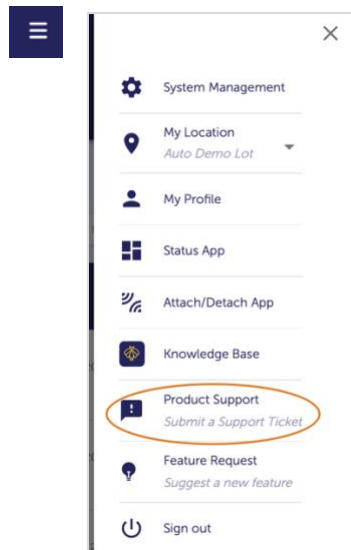 System Management
My Location
Auto Demo Lot
My Profile
Status App
Attach/Detach App
Knowledge Base
Product Support
Submit a Support Ticket
Feature Request
Suggest a new feature
Sign out